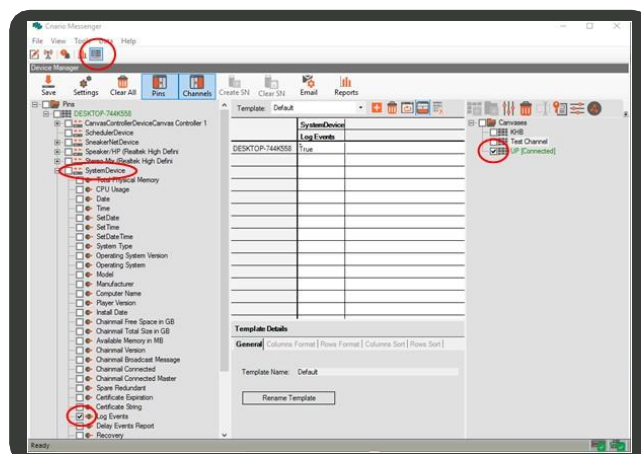 Cnario Messenger
File View Tools Data Help
Device Manager
Save Settings Clear All Pins Channels Create SN Clear SN Email Reports
Pins
DESKTOP-744K558
CanvasControllerDeviceCanvas Controller 1
SchedulerDevice
SneakerNetDevice
Speaker/HP (Realtek High Defini
Stereo Mix (Realtek High Defini
SystemDevice
Total Physical Memory
CPU Usage
Date
Time
SetDate
SetTime
SetDateTime
System Type
Operating System Version
Operating System
Model
Manufacturer
Computer Name
Player Version
Install Date
Chainmail Free Space in GB
Chainmail Total Size in GB
Available Memory in MB
Chainmail Version
Chainmail Broadcast Message
Chainmail Connected
Chainmail Connected Master
Spare Redundant
Certificate Expiration
Certificate String
Log Events
Delay Events Report
Recovery
Template: Default
SystemDevice
Log Events
DESKTOP-744K558 True
Template Details
General Columns Format Rows Format Columns Sort Rows Sort
Template Name: Default
Rename Template
Canvases
KHB
Test Channel
UP [Connected]
Ready